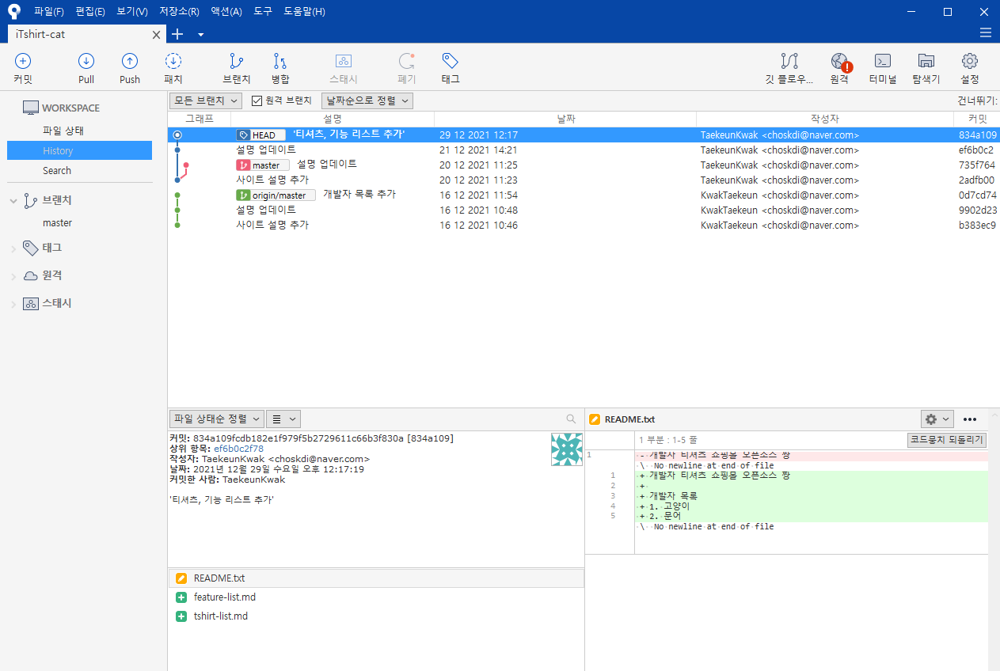 파일(F) 편집(E) 보기(V) 저장소(R) 액션(A) 도구 도움말(H)
iTshirt-cat
커밋 Pull Push 패치 브랜치 병합 스태시 폐기 태그 깃 플로우... 원격 터미널 탐색기 설정
WORKSPACE
파일 상태
History
Search
브랜치
master
태그
원격
스태시
모든 브랜치 원격 브랜치 날짜순으로 정렬 건너뛰기:
그래프 설명 날짜 작성자 커밋
HEAD '티셔츠, 기능 리스트 추가' 29 12 2021 12:17 TaekeunKwak <choskdi@naver.com> 834a109
설명 업데이트 21 12 2021 14:21 TaekeunKwak <choskdi@naver.com> ef6b0c2
master 설명 업데이트 20 12 2021 11:25 TaekeunKwak <choskdi@naver.com> 735f764
사이트 설명 추가 20 12 2021 11:23 TaekeunKwak <choskdi@naver.com> 2adfb00
origin/master 개발자 목록 추가 16 12 2021 11:54 KwakTaekeun <choskdi@naver.com> 0d7cd74
설명 업데이트 16 12 2021 10:48 KwakTaekeun <choskdi@naver.com> 9902d23
사이트 설명 추가 16 12 2021 10:46 KwakTaekeun <choskdi@naver.com> b383ec9
파일 상태순 정렬
커밋: 834a109fcdb182e1f979f5b2729611c66b3f830a [834a109]
상위 항목: ef6b0c2f78
작성자: TaekeunKwak <choskdi@naver.com>
날짜: 2021년 12월 29일 수요일 오후 12:17:19
커밋한 사람: TaekeunKwak
'티셔츠, 기능 리스트 추가'
README.txt
feature-list.md
tshirt-list.md
README.txt
1 부분 : 1-5 줄 코드뭉치 되돌리기
1 - 개발자 티셔츠 쇼핑몰 오픈소스 짱
\ No newline at end of file
1 + 개발자 티셔츠 쇼핑몰 오픈소스 짱
2 +
3 + 개발자 목록
4 + 1. 고양이
5 + 2. 문어
\ No newline at end of file